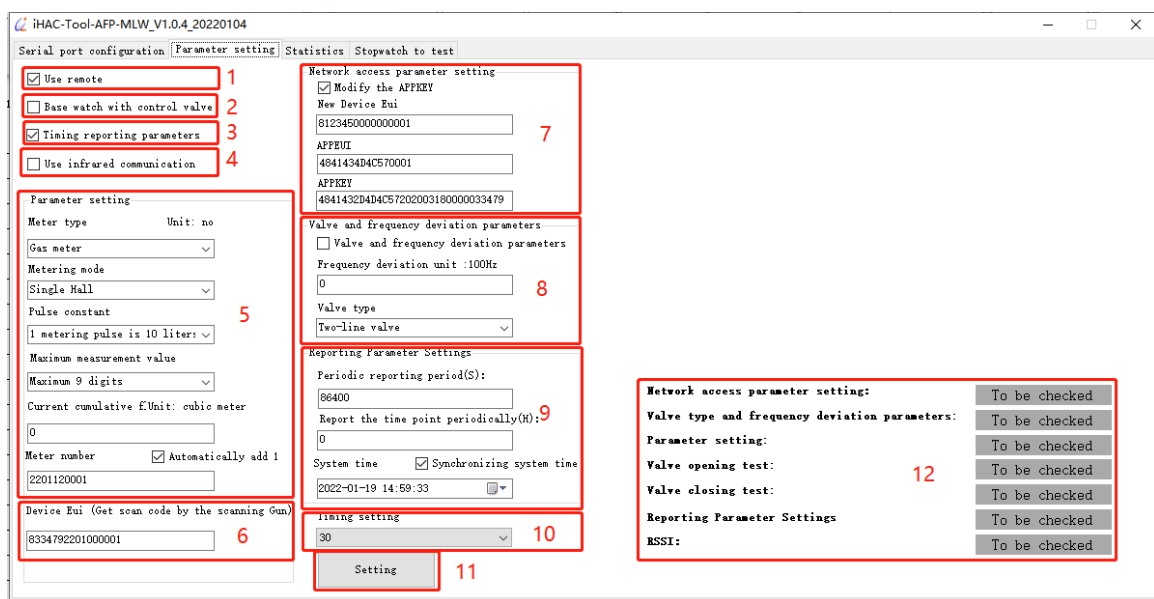 iHAC-Tool-AFP-MLW_V1.0.4_20220104
Serial port configuration Parameter setting Statistics Stopwatch to test
Use remote 1
Base watch with control valve 2
Timing reporting parameters 3
Use infrared communication 4
Parameter setting
Meter type Unit: no
Gas meter
Metering mode
Single Hall
Pulse constant 5
1 metering pulse is 10 liter:
Maximum measurement value
Maximum 9 digits
Current cumulative f.Unit: cubic meter
0
Meter number Automatically add 1
2201120001
Device Eui (Get scan code by the scanning Gun)
8334792201000001 6
Network access parameter setting
Modify the APPKEY
New Device Eui
8123450000000001 7
APPEUI
4841434D4C570001
APPKEY
4841432D4D4C57202003180000033479
Valve and frequency deviation parameters
Valve and frequency deviation parameters
Frequency deviation unit :100Hz
0 8
Valve type
Two-line valve
Reporting Parameter Settings
Periodic reporting period(S):
86400
Report the time point periodically(H): 9
0
System time Synchronizing system time
2022-01-19 14:59:33
Timing setting
30 10
Setting 11
Network access parameter setting: To be checked
Valve type and frequency deviation parameters: To be checked
Parameter setting: To be checked
Valve opening test: To be checked 12
Valve closing test: To be checked
Reporting Parameter Settings To be checked
RSSI: To be checked